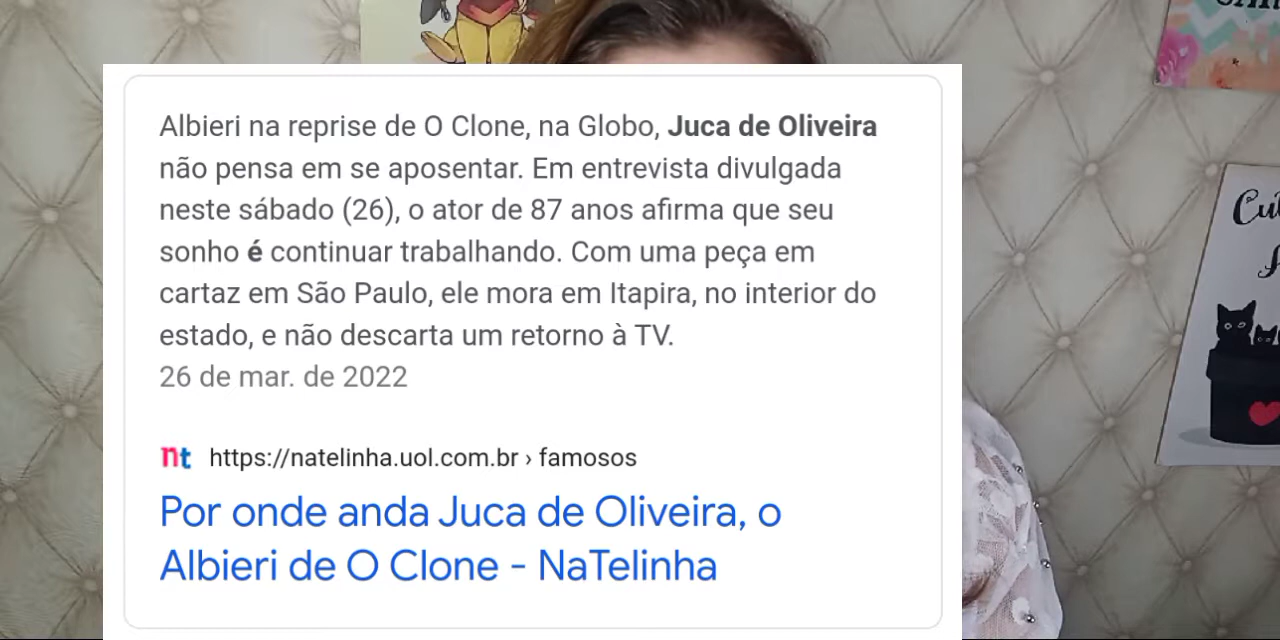 Albieri na reprise de O Clone, na Globo, Juca de Oliveira
não pensa em se aposentar. Em entrevista divulgada
neste sábado (26), o ator de 87 anos afirma que seu
sonho é continuar trabalhando. Com uma peça em
cartaz em São Paulo, ele mora em Itapira, no interior do
estado, e não descarta um retorno à TV.
26 de mar. de 2022
nt https://natelinha.uol.com.br › famosos
Por onde anda Juca de Oliveira, o
Albieri de O Clone - NaTelinha